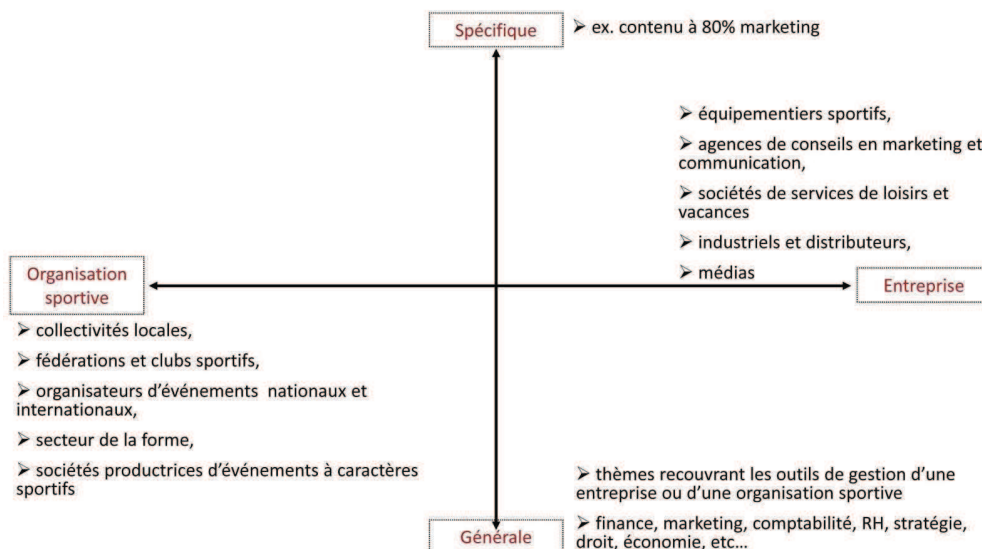 Spécifique
➢ ex. contenu à 80% marketing
➢ équipementiers sportifs,
➢ agences de conseils en marketing et
communication,
➢ sociétés de services de loisirs et
vacances
➢ industriels et distributeurs,
➢ médias
Organisation
sportive
Entreprise
➢ collectivités locales,
➢ fédérations et clubs sportifs,
➢ organisateurs d’événements nationaux et
internationaux,
➢ secteur de la forme,
➢ sociétés productrices d’événements à caractères
sportifs
➢ thèmes recouvrant les outils de gestion d’une
entreprise ou d’une organisation sportive
➢ finance, marketing, comptabilité, RH, stratégie,
droit, économie, etc…
Générale